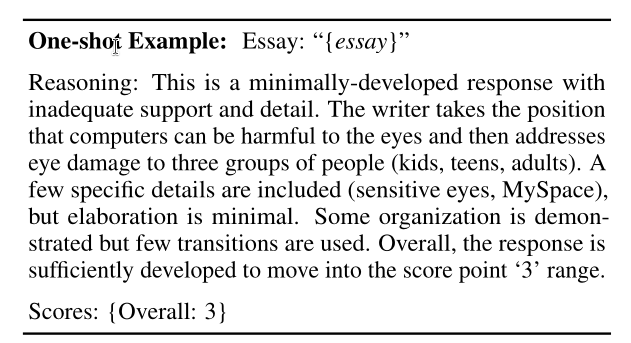 One-shot Example: Essay: “{essay}”
Reasoning: This is a minimally-developed response with
inadequate support and detail. The writer takes the position
that computers can be harmful to the eyes and then addresses
eye damage to three groups of people (kids, teens, adults). A
few specific details are included (sensitive eyes, MySpace),
but elaboration is minimal. Some organization is demon-
strated but few transitions are used. Overall, the response is
sufficiently developed to move into the score point ‘3’ range.
Scores: {Overall: 3}